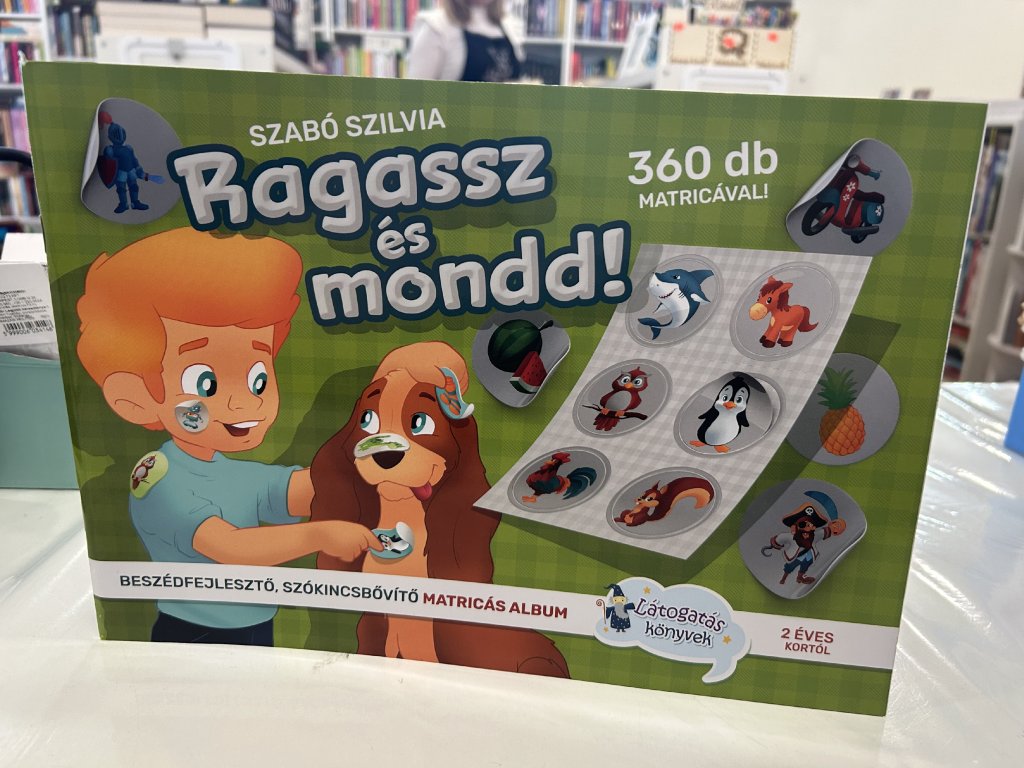 SZABÓ SZILVIA
Ragassz
és
mondd!
360 db
MATRICÁVAL!
BESZÉDFEJLESZTŐ, SZÓKINCSBŐVÍTŐ MATRICÁS ALBUM
Látogatás
könyvek
2 ÉVES
KORTÓL